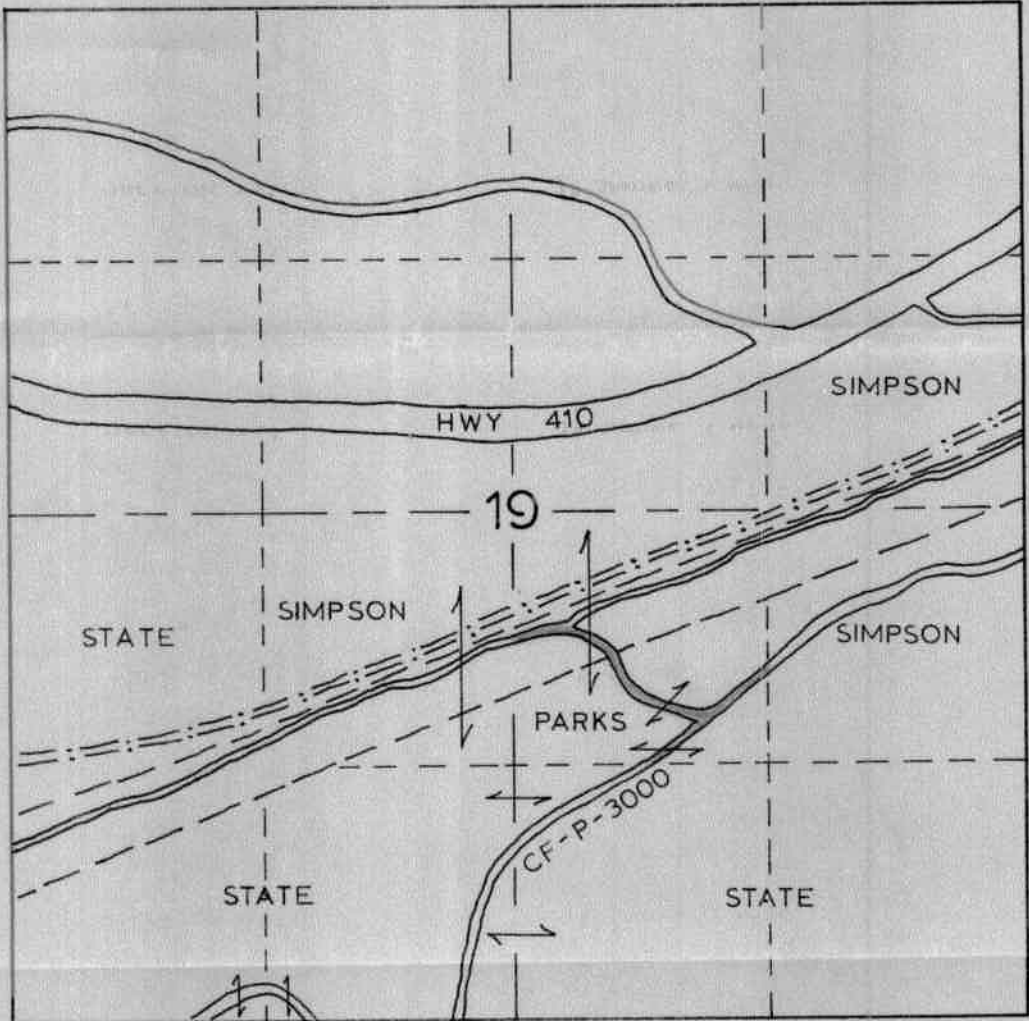 SIMPSON
HWY 410
19
SIMPSON
STATE
SIMPSON
PARKS
CF-P-3000
STATE
STATE